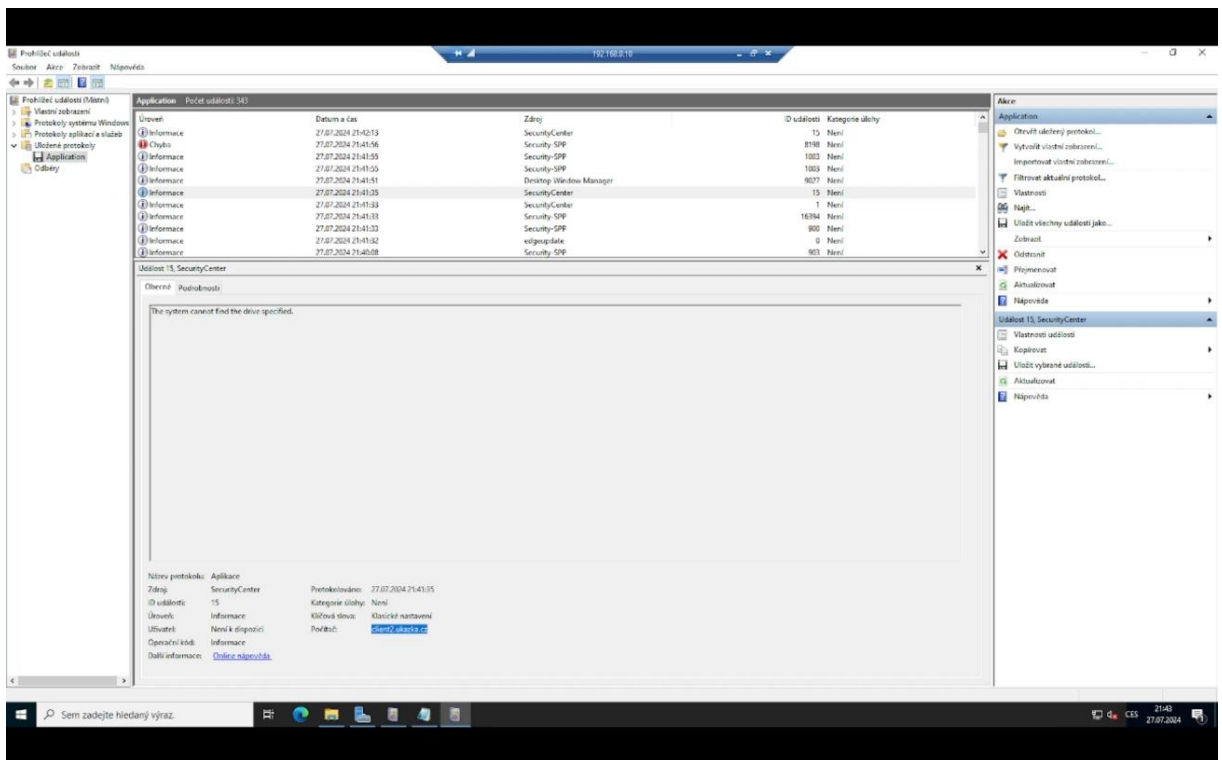 Prohlížeč událostí
192.168.0.10
Soubor Akce Zobrazit Nápověda
Prohlížeč událostí (Místní)
Vlastní zobrazení
Protokoly systému Windows
Protokoly aplikací a služeb
Uložené protokoly
Application
Odběry
Application Počet událostí: 343
Úroveň Datum a čas Zdroj ID události Kategorie úlohy
Informace 27.07.2024 21:42:13 SecurityCenter 15 Není
Chyba 27.07.2024 21:41:56 Security-SPP 8198 Není
Informace 27.07.2024 21:41:55 Security-SPP 1003 Není
Informace 27.07.2024 21:41:55 Security-SPP 1003 Není
Informace 27.07.2024 21:41:51 Desktop Window Manager 9027 Není
Informace 27.07.2024 21:41:35 SecurityCenter 15 Není
Informace 27.07.2024 21:41:33 SecurityCenter 1 Není
Informace 27.07.2024 21:41:33 Security-SPP 16394 Není
Informace 27.07.2024 21:41:33 Security-SPP 900 Není
Informace 27.07.2024 21:41:32 edgeupdate 0 Není
Informace 27.07.2024 21:40:08 Security-SPP 903 Není
Událost 15, SecurityCenter
Obecné Podrobnosti
The system cannot find the drive specified.
Název protokolu: Aplikace
Zdroj: SecurityCenter Protokolováno: 27.07.2024 21:41:35
ID události: 15 Kategorie úlohy: Není
Úroveň: Informace Klíčová slova: Klasické nastavení
Uživatel: Není k dispozici Počítač: client2.ukazka.cz
Operační kód: Informace
Další informace: Online nápověda
Akce
Application
Otevřít uložený protokol...
Vytvořit vlastní zobrazení...
Importovat vlastní zobrazení...
Filtrovat aktuální protokol...
Vlastnosti
Najít...
Uložit všechny události jako...
Zobrazit
Odstranit
Přejmenovat
Aktualizovat
Nápověda
Událost 15, SecurityCenter
Vlastnosti události
Kopírovat
Uložit vybrané události...
Aktualizovat
Nápověda
Sem zadejte hledaný výraz.
CES
21:43
27.07.2024